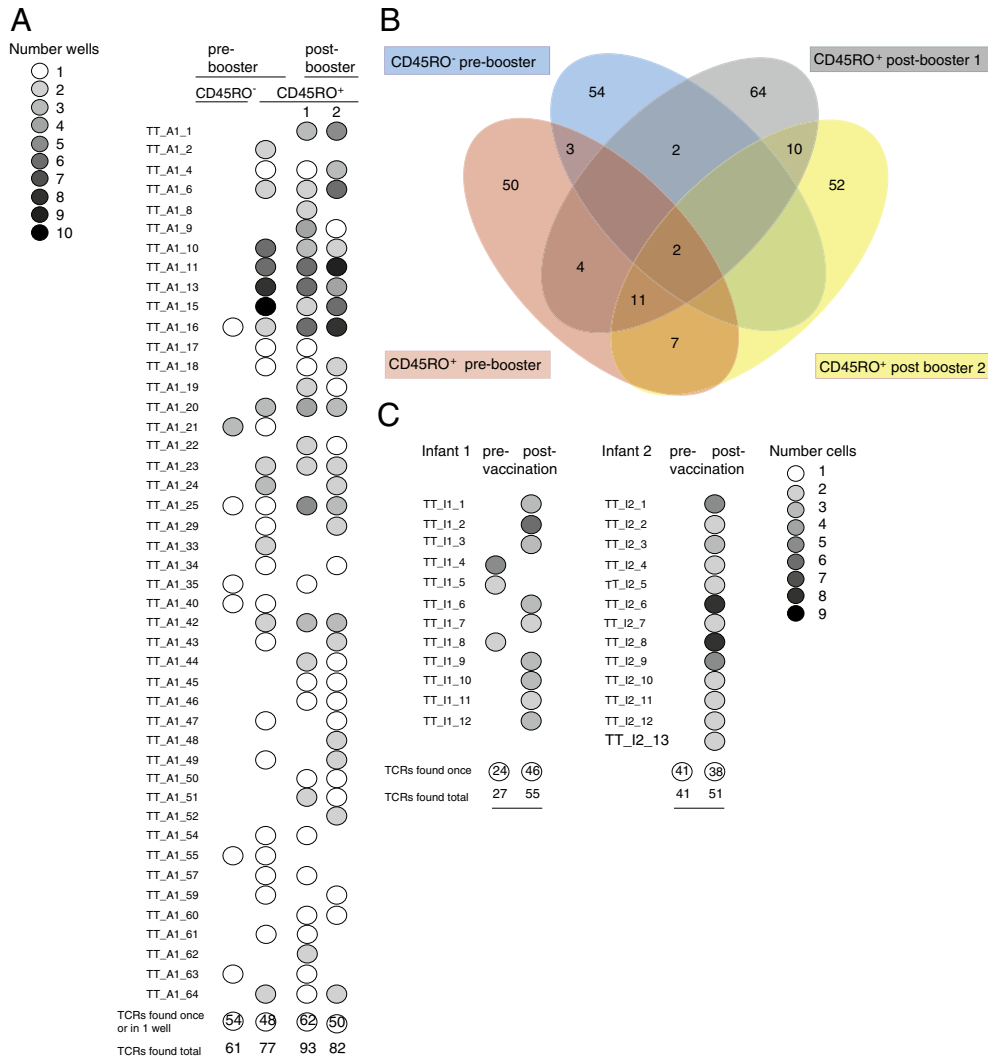 A
Number wells
1
2
3
4
5
6
7
8
9
10
pre-
booster
post-
booster
CD45RO⁻
CD45RO⁺
1 2
TT_A1_1
TT_A1_2
TT_A1_4
TT_A1_6
TT_A1_8
TT_A1_9
TT_A1_10
TT_A1_11
TT_A1_13
TT_A1_15
TT_A1_16
TT_A1_17
TT_A1_18
TT_A1_19
TT_A1_20
TT_A1_21
TT_A1_22
TT_A1_23
TT_A1_24
TT_A1_25
TT_A1_29
TT_A1_33
TT_A1_34
TT_A1_35
TT_A1_40
TT_A1_42
TT_A1_43
TT_A1_44
TT_A1_45
TT_A1_46
TT_A1_47
TT_A1_48
TT_A1_49
TT_A1_50
TT_A1_51
TT_A1_52
TT_A1_54
TT_A1_55
TT_A1_57
TT_A1_59
TT_A1_60
TT_A1_61
TT_A1_62
TT_A1_63
TT_A1_64
TCRs found once
or in 1 well
54 48 62 50
TCRs found total 61 77 93 82
B
CD45RO⁻ pre-booster
CD45RO⁺ post-booster 1
54 64
3 2 10
50 52
4 2
11
7
CD45RO⁺ pre-booster
CD45RO⁺ post booster 2
C
Infant 1 pre- post-
vaccination
TT_I1_1
TT_I1_2
TT_I1_3
TT_I1_4
TT_I1_5
TT_I1_6
TT_I1_7
TT_I1_8
TT_I1_9
TT_I1_10
TT_I1_11
TT_I1_12
Infant 2 pre- post-
vaccination
TT_I2_1
TT_I2_2
TT_I2_3
TT_I2_4
TT_I2_5
TT_I2_6
TT_I2_7
TT_I2_8
TT_I2_9
TT_I2_10
TT_I2_11
TT_I2_12
TT_I2_13
Number cells
1
2
3
4
5
6
7
8
9
TCRs found once 24 46 41 38
TCRs found total 27 55 41 51